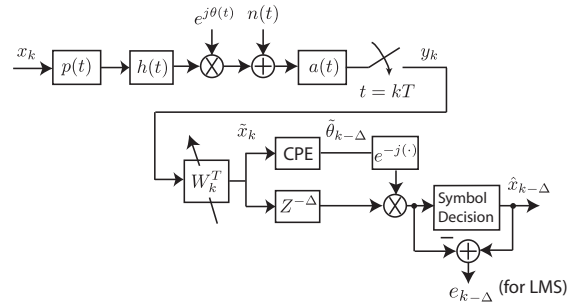 e^{jθ(t)} n(t)
x_k p(t) h(t) × + a(t) y_k
t = kT
x̃_k θ̃_{k−Δ}
W_k^T CPE e^{−j(·)}
Z^{−Δ} × Symbol Decision x̂_{k−Δ}
− +
e_{k−Δ} (for LMS)